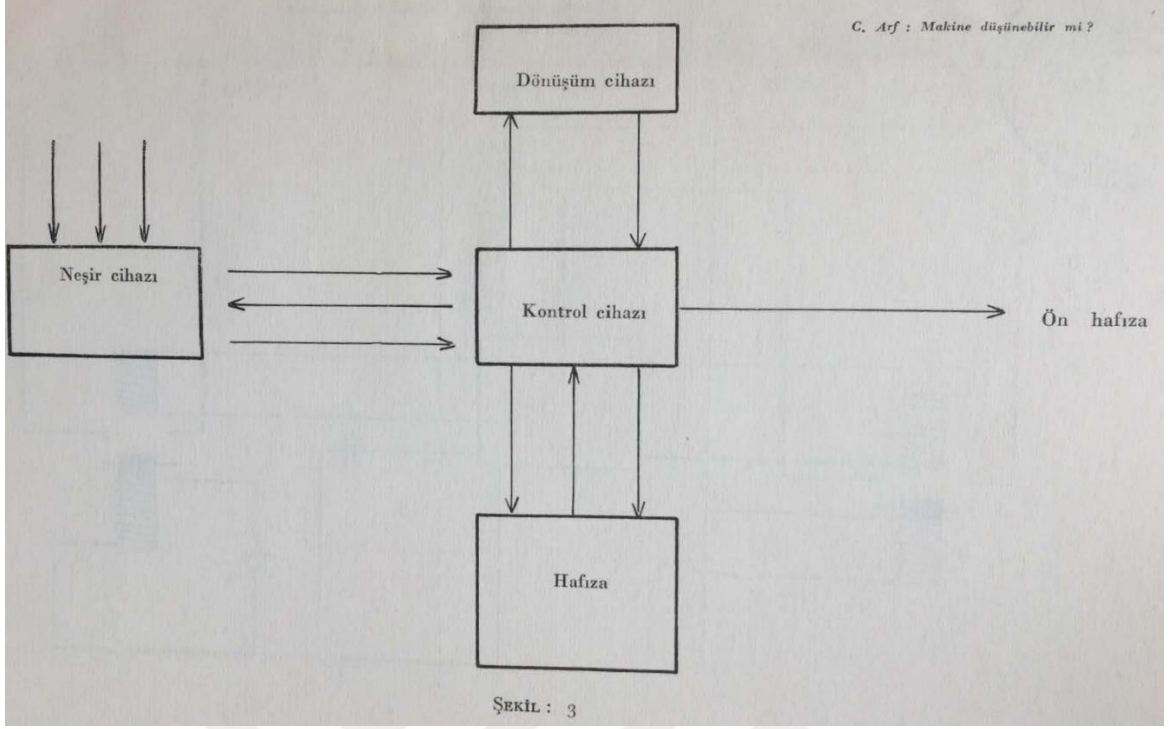 C. Arf : Makine düşünebilir mi ?
Dönüşüm cihazı
Neşir cihazı
Kontrol cihazı
Ön hafıza
Hafıza
ŞEKİL : 3